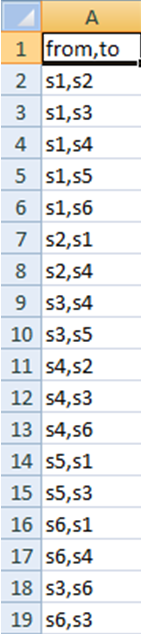 A
1 from,to
2 s1,s2
3 s1,s3
4 s1,s4
5 s1,s5
6 s1,s6
7 s2,s1
8 s2,s4
9 s3,s4
10 s3,s5
11 s4,s2
12 s4,s3
13 s4,s6
14 s5,s1
15 s5,s3
16 s6,s1
17 s6,s4
18 s3,s6
19 s6,s3